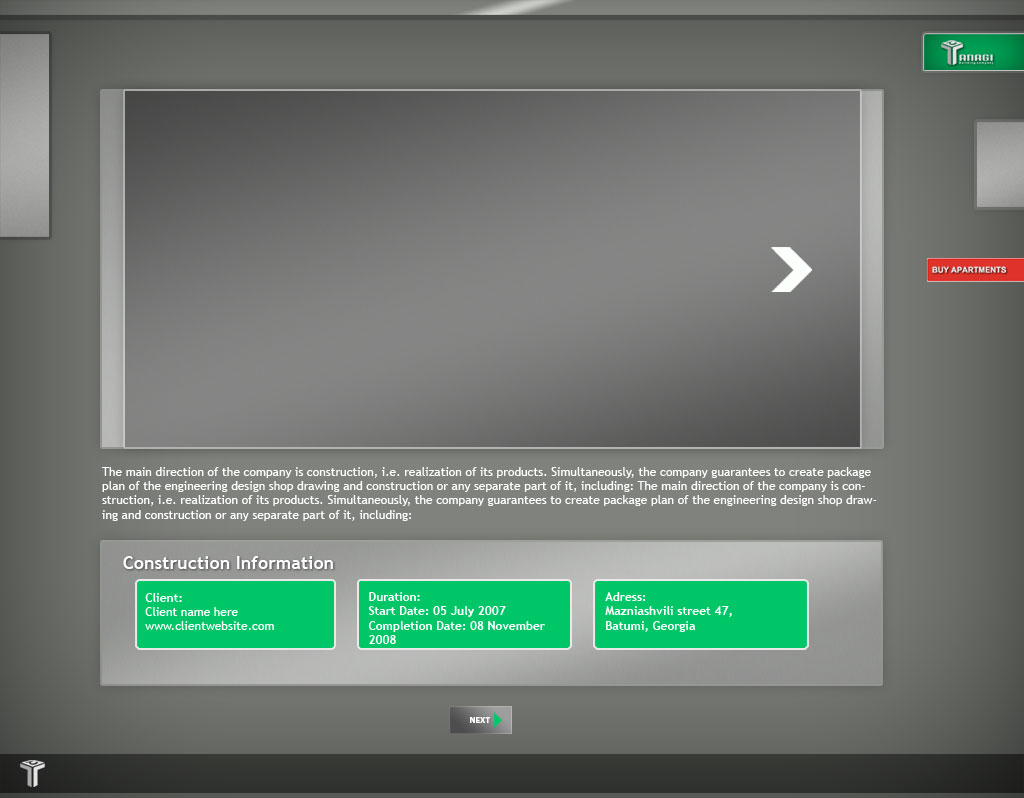 TANAGI
BUY APARTMENTS
The main direction of the company is construction, i.e. realization of its products. Simultaneously, the company guarantees to create package
plan of the engineering design shop drawing and construction or any separate part of it, including: The main direction of the company is con-
struction, i.e. realization of its products. Simultaneously, the company guarantees to create package plan of the engineering design shop draw-
ing and construction or any separate part of it, including:
Construction Information
Client:
Client name here
www.clientwebsite.com
Duration:
Start Date: 05 July 2007
Completion Date: 08 November
2008
Adress:
Mazniashvili street 47,
Batumi, Georgia
NEXT